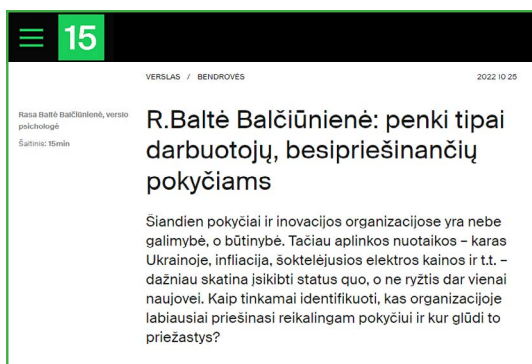 15
VERSLAS / BENDROVĖS
2022 10 25
Rasa Baltė Balčiūnienė, verslo
psichologė
Šaltinis: 15min
R.Baltė Balčiūnienė: penki tipai
darbuotojų, besipriešinančių
pokyčiams
Šiandien pokyčiai ir inovacijos organizacijose yra nebe
galimybė, o būtinybė. Tačiau aplinkos nuotaikos – karas
Ukrainoje, infliacija, šoktelėjusios elektros kainos ir t.t. –
dažniau skatina įsikibti status quo, o ne ryžtis dar vienai
naujovei. Kaip tinkamai identifikuoti, kas organizacijoje
labiausiai priešinasi reikalingam pokyčiui ir kur glūdi to
priežastys?